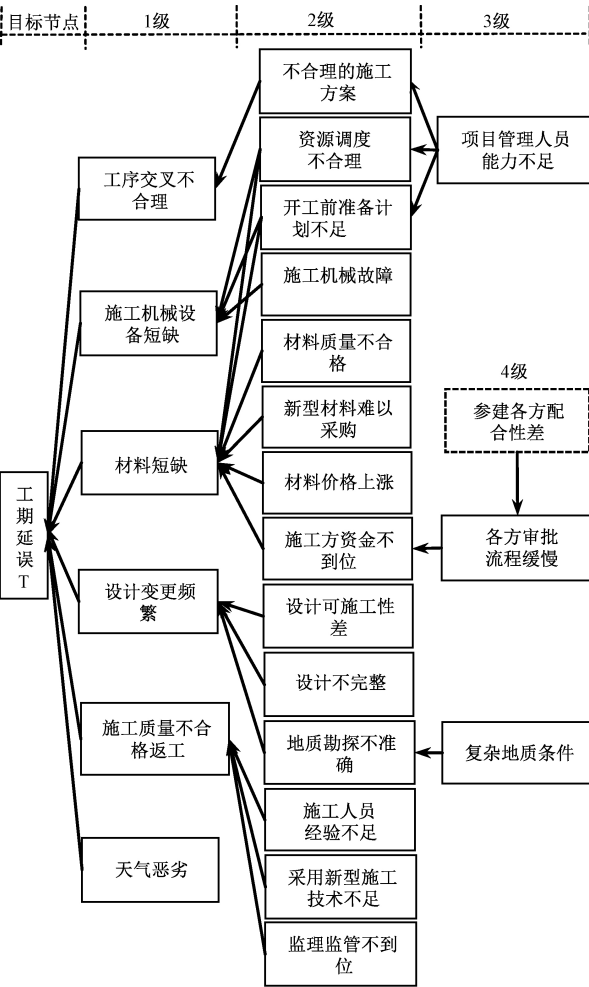 目标节点
1级
2级
3级
不合理的施工
方案
资源调度
不合理
项目管理人员
能力不足
工序交叉不
合理
开工前准备计
划不足
施工机械故障
施工机械设
备短缺
材料质量不合
格
4级
新型材料难以
采购
参建各方配
合性差
材料短缺
材料价格上涨
工
期
延
误
T
施工方资金不
到位
各方审批
流程缓慢
设计变更频
繁
设计可施工性
差
设计不完整
施工质量不合
格返工
地质勘探不准
确
复杂地质条件
施工人员
经验不足
天气恶劣
采用新型施工
技术不足
监理监管不到
位